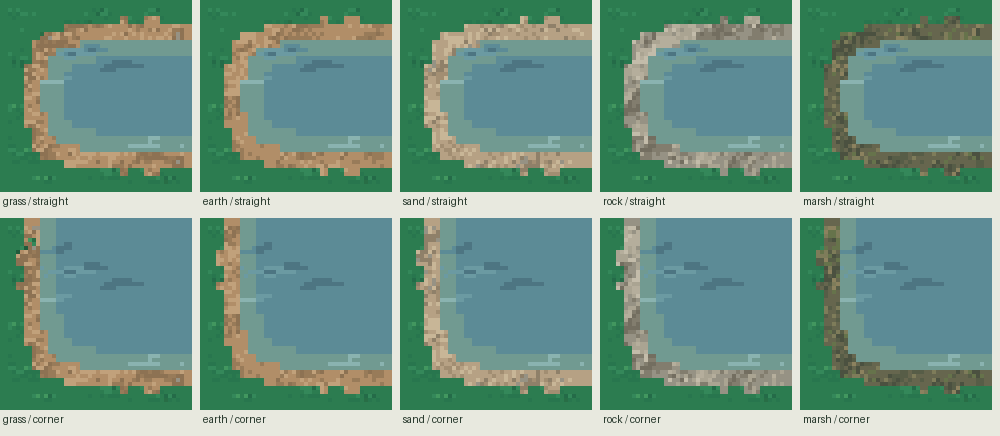 grass/straight
earth/straight
sand/straight
rock/straight
marsh/straight
grass/corner
earth/corner
sand/corner
rock/corner
marsh/corner